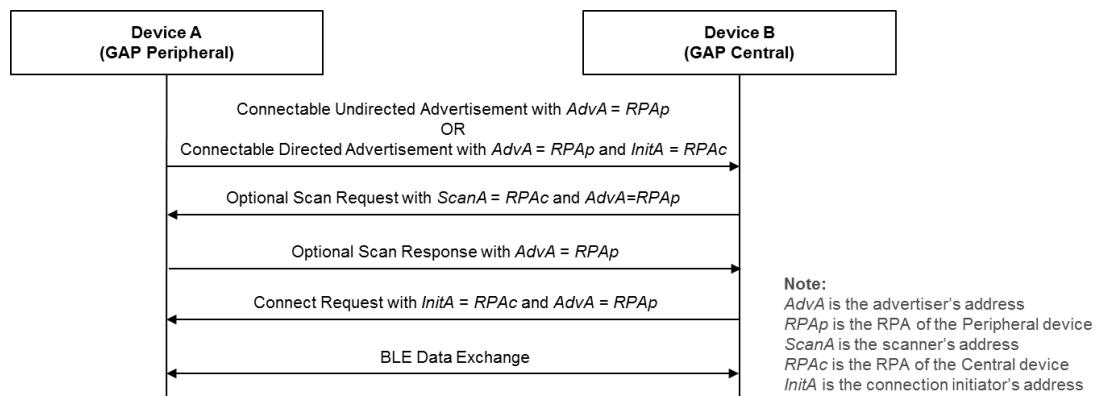 Device A
(GAP Peripheral)
Device B
(GAP Central)
Connectable Undirected Advertisement with AdvA = RPAp
OR
Connectable Directed Advertisement with AdvA = RPAp and InitA = RPAc
Optional Scan Request with ScanA = RPAc and AdvA=RPAp
Optional Scan Response with AdvA = RPAp
Connect Request with InitA = RPAc and AdvA = RPAp
BLE Data Exchange
Note:
AdvA is the advertiser's address
RPAp is the RPA of the Peripheral device
ScanA is the scanner's address
RPAc is the RPA of the Central device
InitA is the connection initiator's address